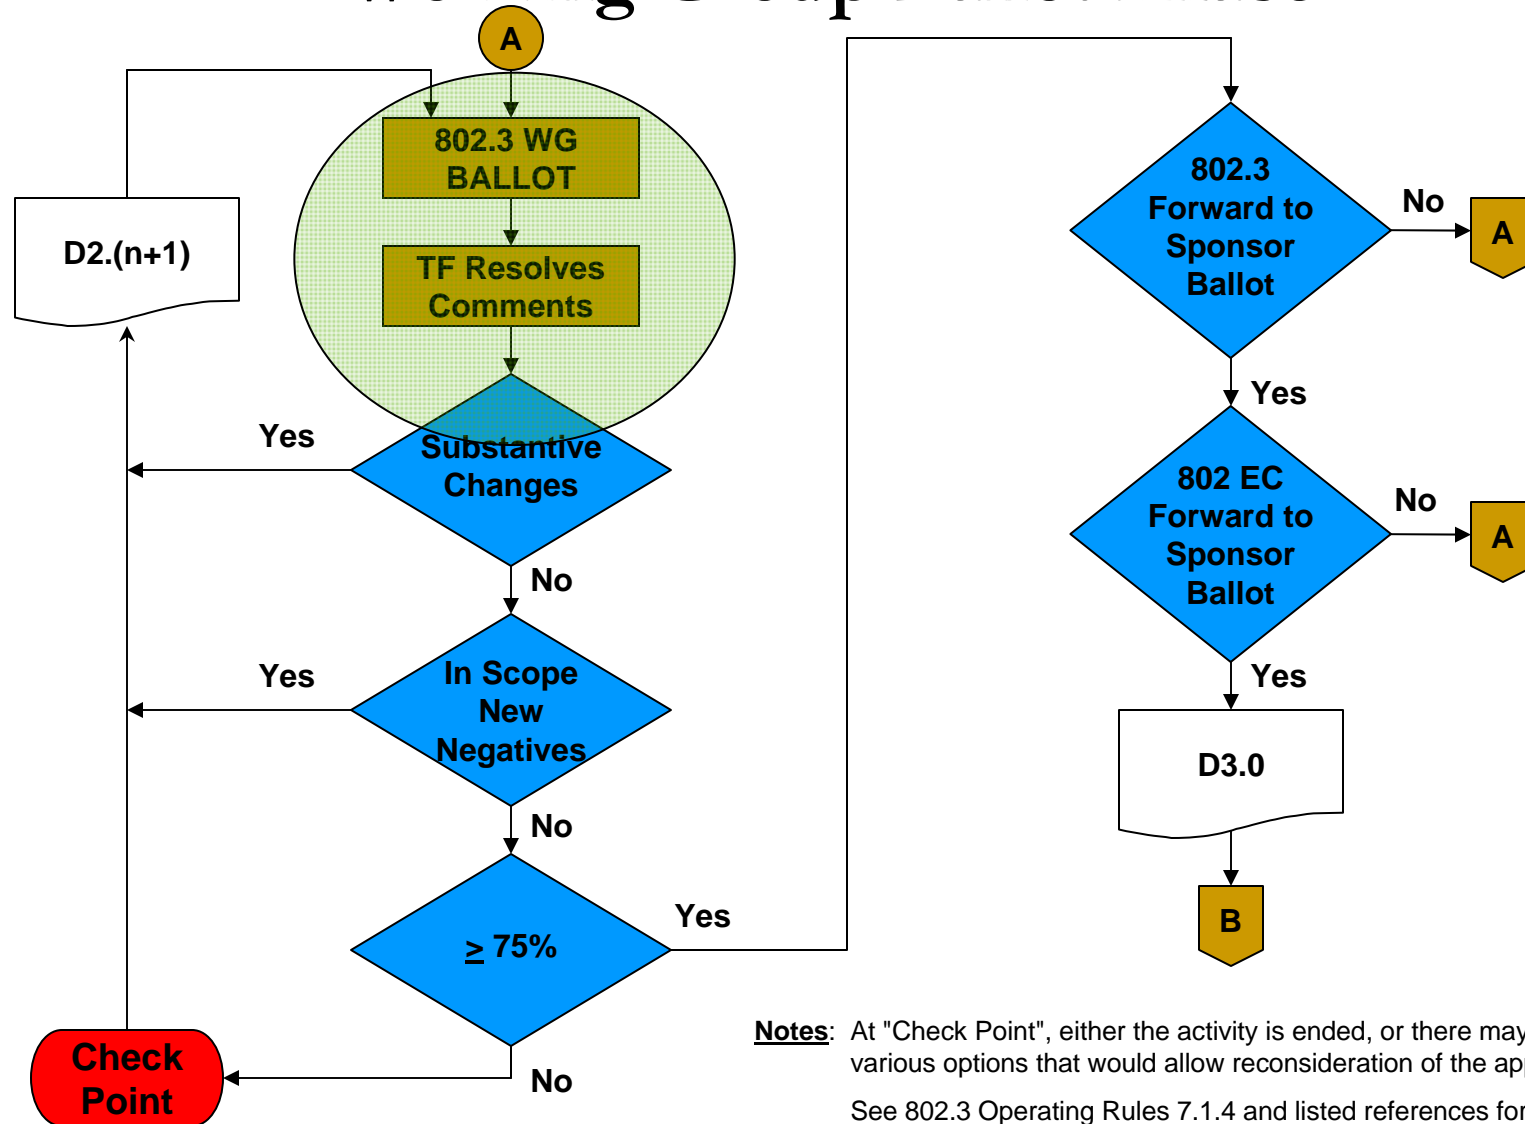 A
802.3 WG
BALLOT
D2.(n+1)
TF Resolves
Comments
Yes
Substantive
Changes
No
Yes
In Scope
New
Negatives
No
≥ 75%
Yes
No
Check
Point
802.3
Forward to
Sponsor
Ballot
No
A
Yes
802 EC
Forward to
Sponsor
Ballot
No
A
Yes
D3.0
B
Notes: At "Check Point", either the activity is ended, or there may
various options that would allow reconsideration of the
See 802.3 Operating Rules 7.1.4 and listed references for